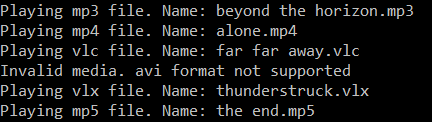 Playing mp3 file. Name: beyond the horizon.mp3
Playing mp4 file. Name: alone.mp4
Playing vlc file. Name: far far away.vlc
Invalid media. avi format not supported
Playing vlx file. Name: thunderstruck.vlx
Playing mp5 file. Name: the end.mp5